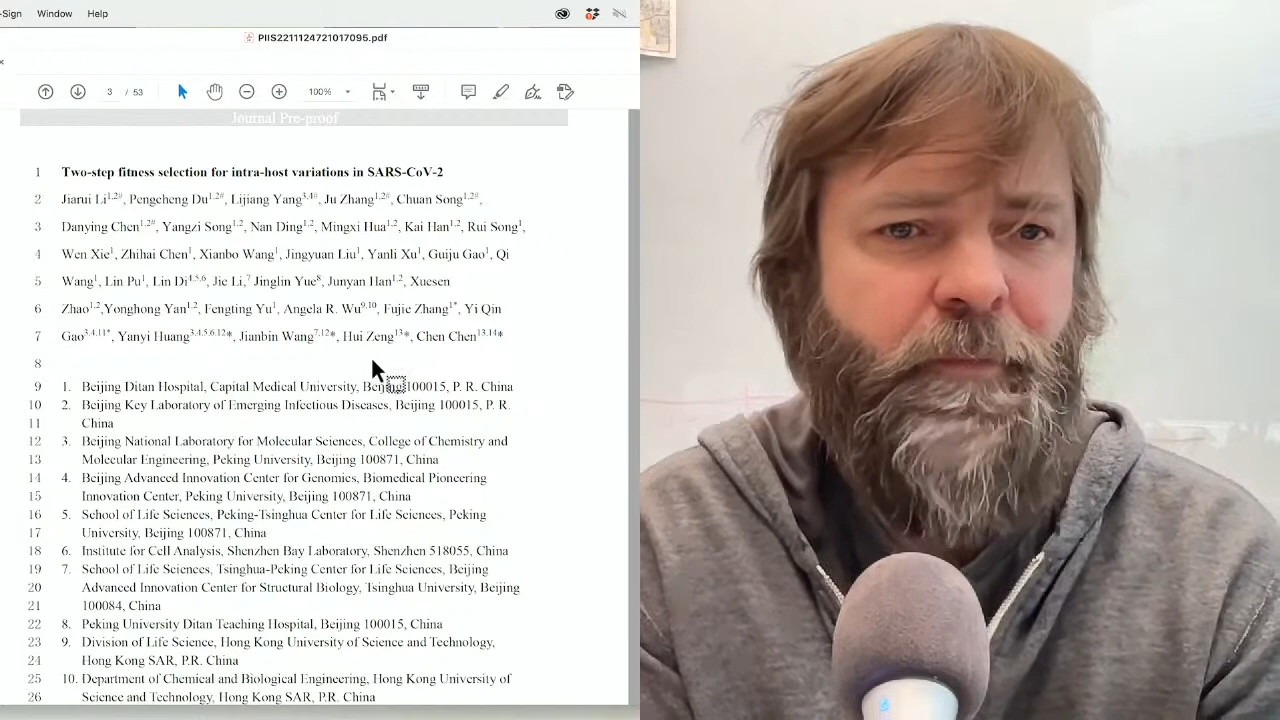 -Sign Window Help
PIIS2211124721017095.pdf
3 / 53 100%
Journal Pre-proof
1 Two-step fitness selection for intra-host variations in SARS-CoV-2
2 Jiarui Li1,2#, Pengcheng Du1,2#, Lijiang Yang3,4#, Ju Zhang1,2#, Chuan Song1,2#,
3 Danying Chen1,2#, Yangzi Song1,2, Nan Ding1,2, Mingxi Hua1,2, Kai Han1,2, Rui Song1,
4 Wen Xie1, Zhihai Chen1, Xianbo Wang1, Jingyuan Liu1, Yanli Xu1, Guiju Gao1, Qi
5 Wang1, Lin Pu1, Lin Di4,5,6, Jie Li,7 Jinglin Yue8, Junyan Han1,2, Xuesen
6 Zhao1,2,Yonghong Yan1,2, Fengting Yu1, Angela R. Wu9,10, Fujie Zhang1*, Yi Qin
7 Gao3,4,11*, Yanyi Huang3,4,5,6,12*, Jianbin Wang7,12*, Hui Zeng13*, Chen Chen13,14*
8
9 1. Beijing Ditan Hospital, Capital Medical University, Beijing 100015, P. R. China
10 2. Beijing Key Laboratory of Emerging Infectious Diseases, Beijing 100015, P. R.
11 China
12 3. Beijing National Laboratory for Molecular Sciences, College of Chemistry and
13 Molecular Engineering, Peking University, Beijing 100871, China
14 4. Beijing Advanced Innovation Center for Genomics, Biomedical Pioneering
15 Innovation Center, Peking University, Beijing 100871, China
16 5. School of Life Sciences, Peking-Tsinghua Center for Life Sciences, Peking
17 University, Beijing 100871, China
18 6. Institute for Cell Analysis, Shenzhen Bay Laboratory, Shenzhen 518055, China
19 7. School of Life Sciences, Tsinghua-Peking Center for Life Sciences, Beijing
20 Advanced Innovation Center for Structural Biology, Tsinghua University, Beijing
21 100084, China
22 8. Peking University Ditan Teaching Hospital, Beijing 100015, China
23 9. Division of Life Science, Hong Kong University of Science and Technology,
24 Hong Kong SAR, P.R. China
25 10. Department of Chemical and Biological Engineering, Hong Kong University of
26 Science and Technology, Hong Kong SAR, P.R. China